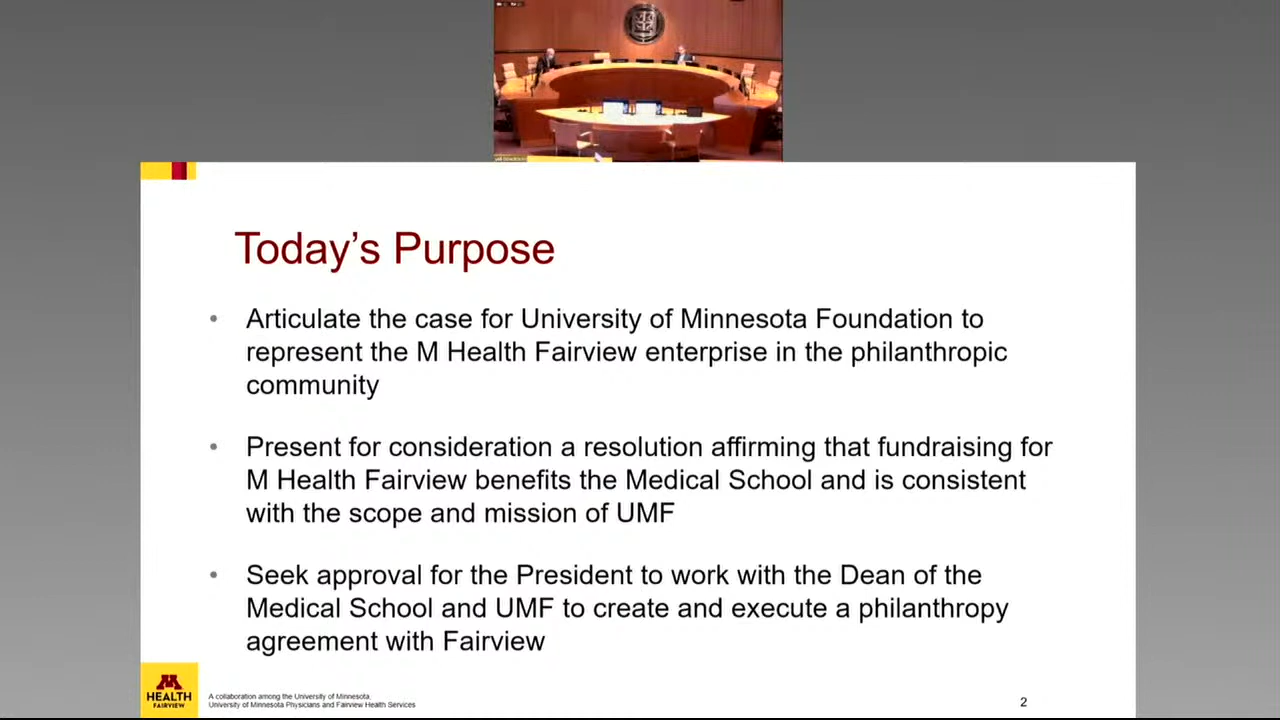 Today’s Purpose
• Articulate the case for University of Minnesota Foundation to
represent the M Health Fairview enterprise in the philanthropic
community
• Present for consideration a resolution affirming that fundraising for
M Health Fairview benefits the Medical School and is consistent
with the scope and mission of UMF
• Seek approval for the President to work with the Dean of the
Medical School and UMF to create and execute a philanthropy
agreement with Fairview
M
HEALTH
FAIRVIEW
A collaboration among the University of Minnesota,
University of Minnesota Physicians and Fairview Health Services
2